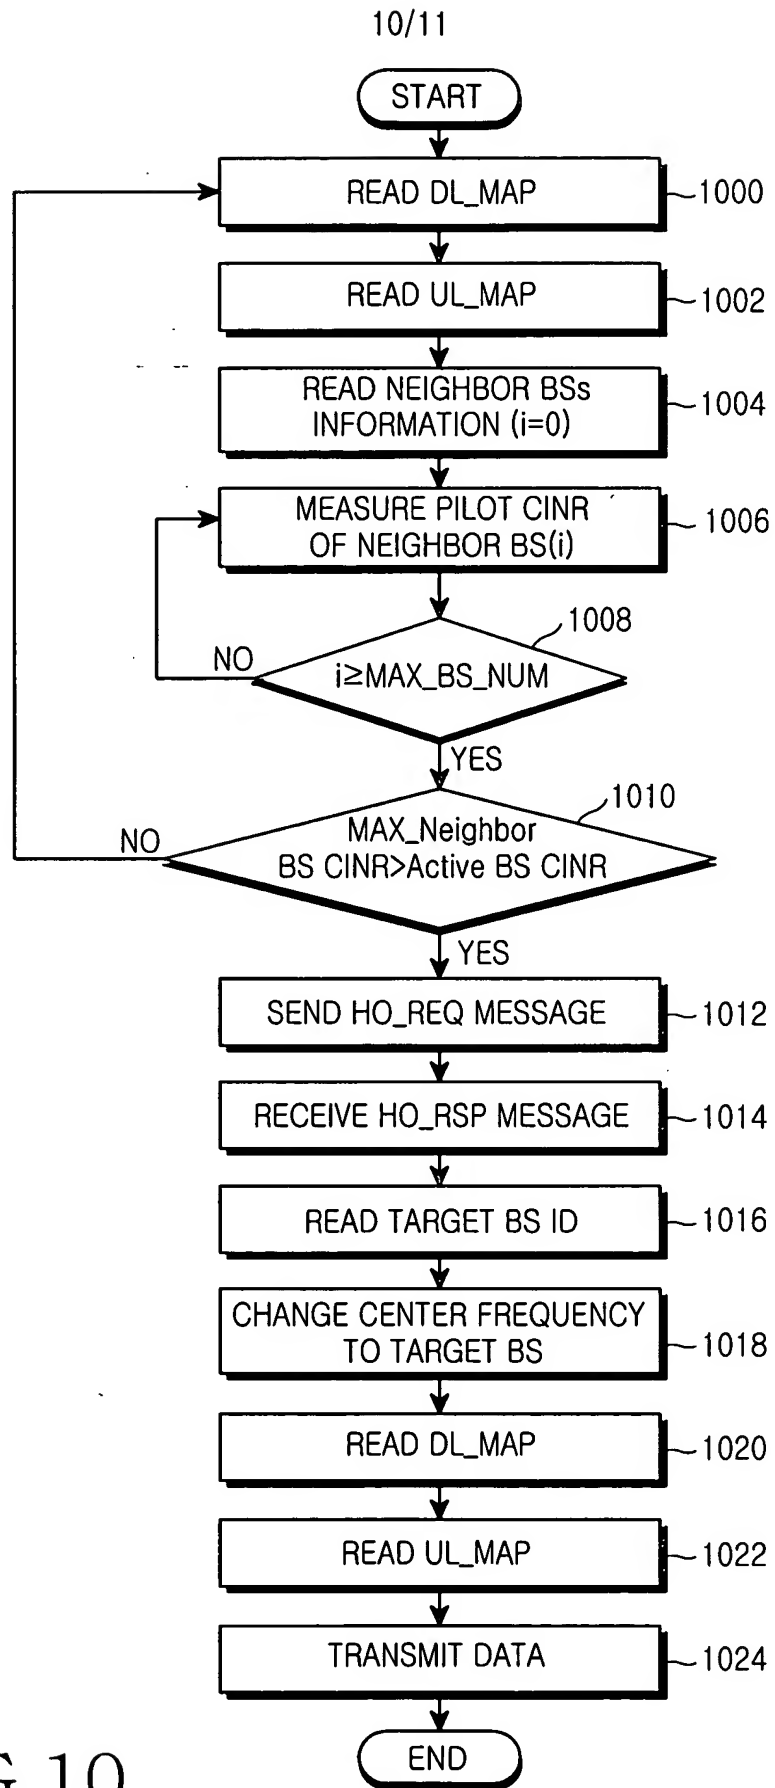 10/11
START
READ DL_MAP
1000
READ UL_MAP
1002
READ NEIGHBOR BSs
INFORMATION (i=0)
1004
MEASURE PILOT CINR
OF NEIGHBOR BS(i)
1006
1008
NO
i≥MAX_BS_NUM
YES
1010
NO
MAX_Neighbor
BS CINR>Active BS CINR
YES
SEND HO_REQ MESSAGE
1012
RECEIVE HO_RSP MESSAGE
1014
READ TARGET BS ID
1016
CHANGE CENTER FREQUENCY
TO TARGET BS
1018
READ DL_MAP
1020
READ UL_MAP
1022
TRANSMIT DATA
1024
END
G.10